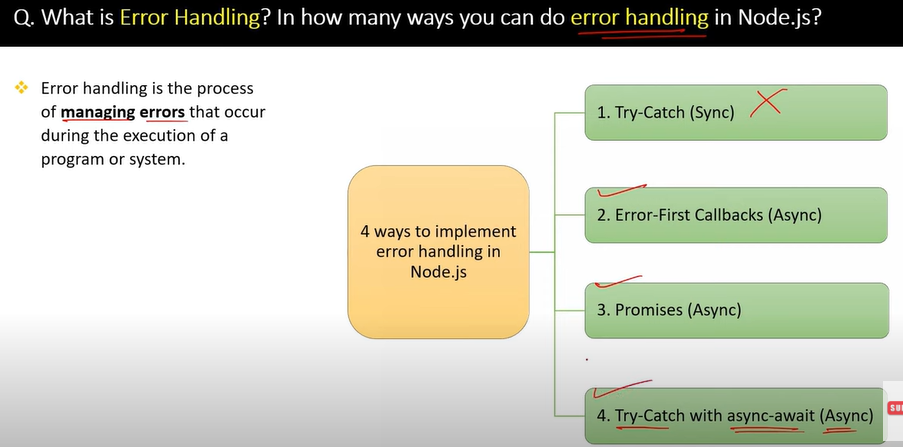 Q. What is Error Handling? In how many ways you can do error handling in Node.js?
Error handling is the process
of managing errors that occur
during the execution of a
program or system.
4 ways to implement
error handling in
Node.js
1. Try-Catch (Sync)
2. Error-First Callbacks (Async)
3. Promises (Async)
4. Try-Catch with async-await (Async)